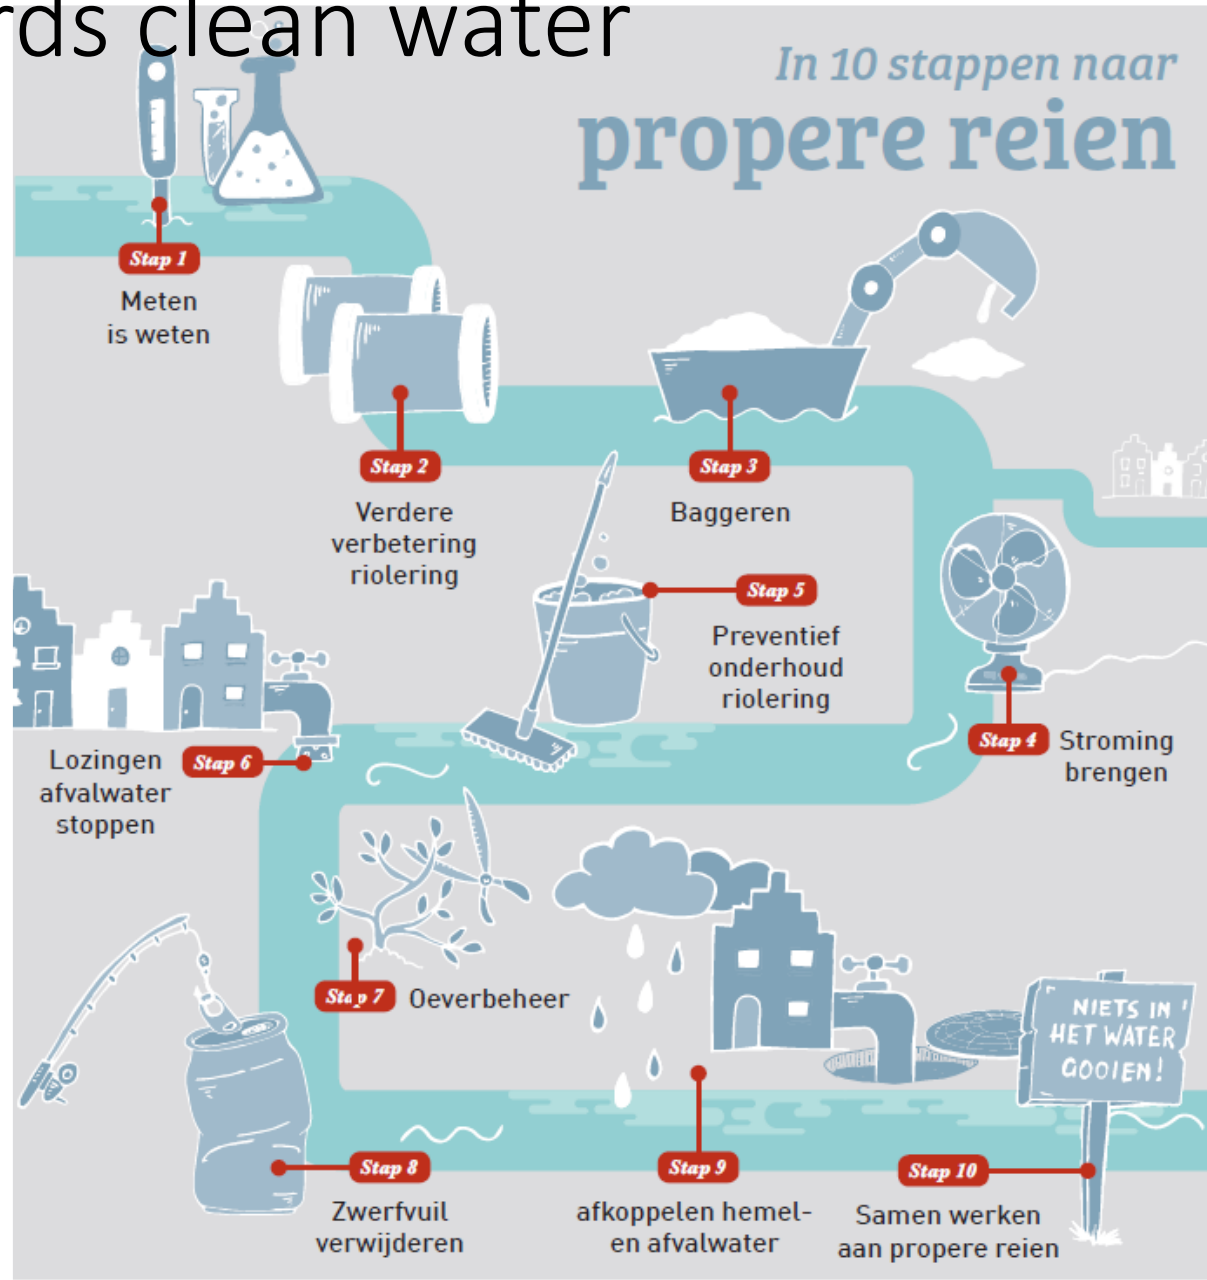 clean water
In 10 stappen naar
propere reien
Stap 1
Meten
is weten
Stap 2
Verdere
verbetering
riolering
Stap 3
Baggeren
Stap 4
Stroming
brengen
Stap 5
Preventief
onderhoud
riolering
Stap 6
Lozingen
afvalwater
stoppen
Stap 7
Oeverbeheer
Stap 8
Zwerfvuil
verwijderen
Stap 9
afkoppelen hemel-
en afvalwater
NIETS IN
HET WATER
GOOIEN!
Stap 10
Samen werken
aan propere reien